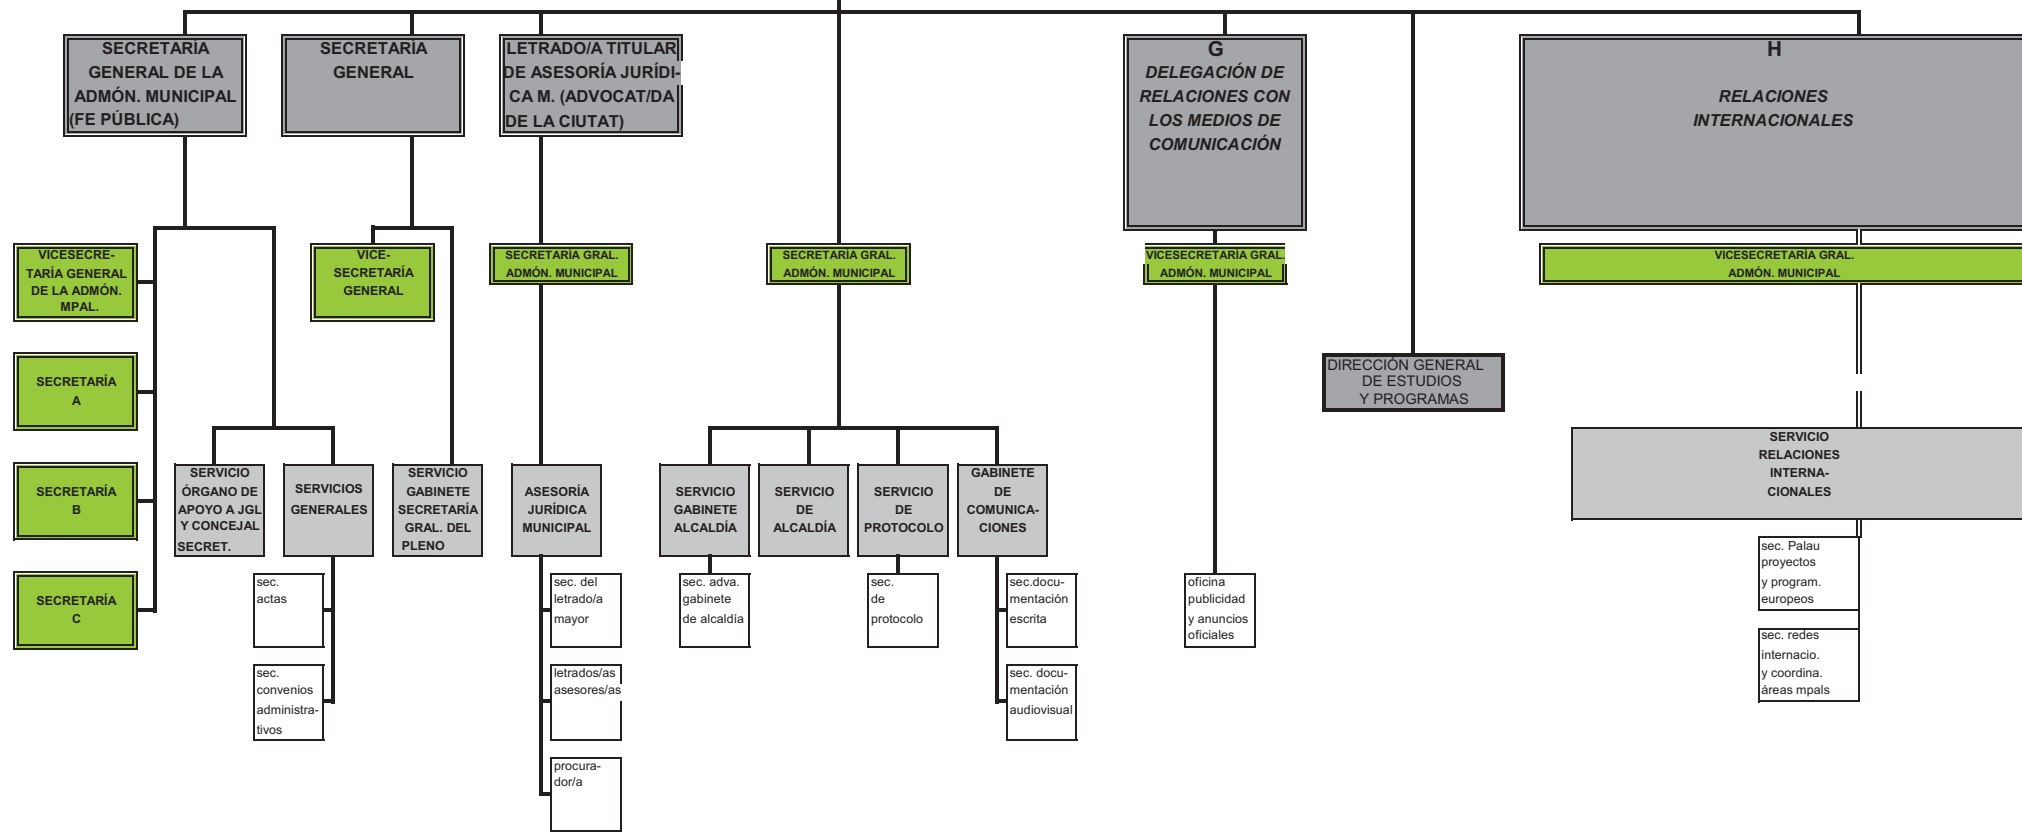 SECRETARÍA
GENERAL DE LA
ADMÓN. MUNICIPAL
(FE PÚBLICA)
SECRETARÍA
GENERAL
LETRADO/A TITULAR
DE ASESORÍA JURÍDI-
CA M. (ADVOCAT/DA
DE LA CIUTAT)
G
DELEGACIÓN DE
RELACIONES CON
LOS MEDIOS DE
COMUNICACIÓN
H
RELACIONES
INTERNACIONALES
VICESECRE-
TARÍA GENERAL
DE LA ADMÓN.
MPAL.
VICE-
SECRETARÍA
GENERAL
SECRETARÍA GRAL.
ADMÓN. MUNICIPAL
SECRETARÍA GRAL.
ADMÓN. MUNICIPAL
VICESECRETARÍA GRAL.
ADMÓN. MUNICIPAL
VICESECRETARÍA GRAL.
ADMÓN. MUNICIPAL
SECRETARÍA
A
DIRECCIÓN GENERAL
DE ESTUDIOS
Y PROGRAMAS
SECRETARÍA
B
SECRETARÍA
C
SERVICIO
ÓRGANO DE
APOYO A JGL
Y CONCEJAL
SECRET.
SERVICIOS
GENERALES
SERVICIO
GABINETE
SECRETARÍA
GRAL. DEL
PLENO
ASESORÍA
JURÍDICA
MUNICIPAL
SERVICIO
GABINETE
ALCALDÍA
SERVICIO
DE
ALCALDÍA
SERVICIO
DE
PROTOCOLO
GABINETE
DE
COMUNICA-
CIONES
SERVICIO
RELACIONES
INTERNA-
CIONALES
sec.
actas
sec.
convenios
administra-
tivos
sec. del
letrado/a
mayor
letrados/as
asesores/as
procura-
dor/a
sec. adva.
gabinete
de alcaldía
sec.
de
protocolo
sec.docu-
mentación
escrita
sec. docu-
mentación
audiovisual
oficina
publicidad
y anuncios
oficiales
sec. Palau
proyectos
y program.
europeos
sec. redes
internacio.
y coordina.
áreas mpals